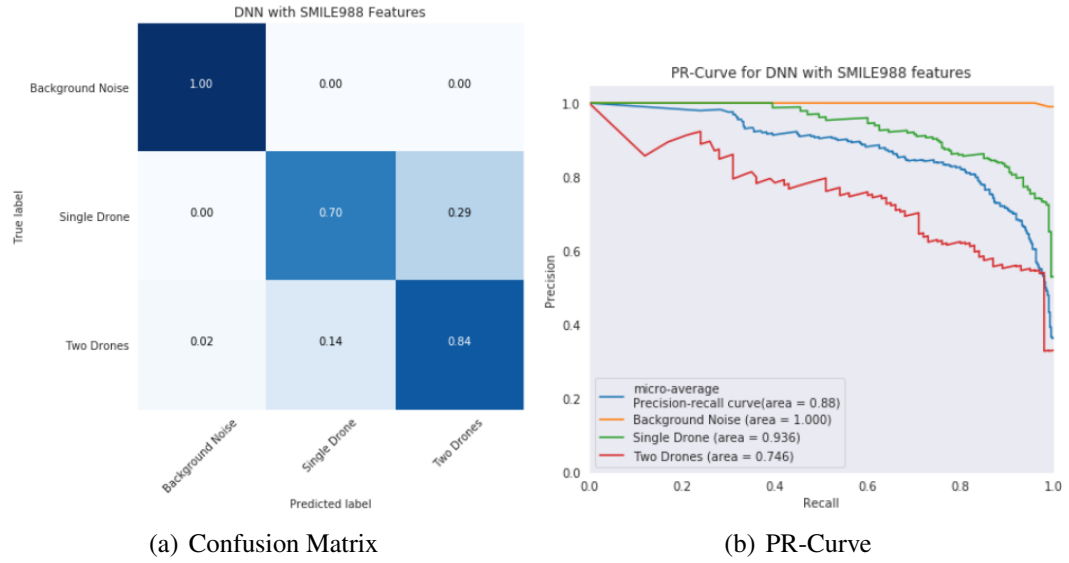 DNN with SMILE988 Features
Background Noise
1.00
0.00
0.00
Single Drone
0.00
0.70
0.29
Two Drones
0.02
0.14
0.84
True label
Background Noise
Single Drone
Two Drones
Predicted label
(a) Confusion Matrix
PR-Curve for DNN with SMILE988 features
1.0
0.8
0.6
0.4
0.2
0.0
Precision
micro-average
Precision-recall curve(area = 0.88)
Background Noise (area = 1.000)
Single Drone (area = 0.936)
Two Drones (area = 0.746)
0.0
0.2
0.4
0.6
0.8
1.0
Recall
(b) PR-Curve